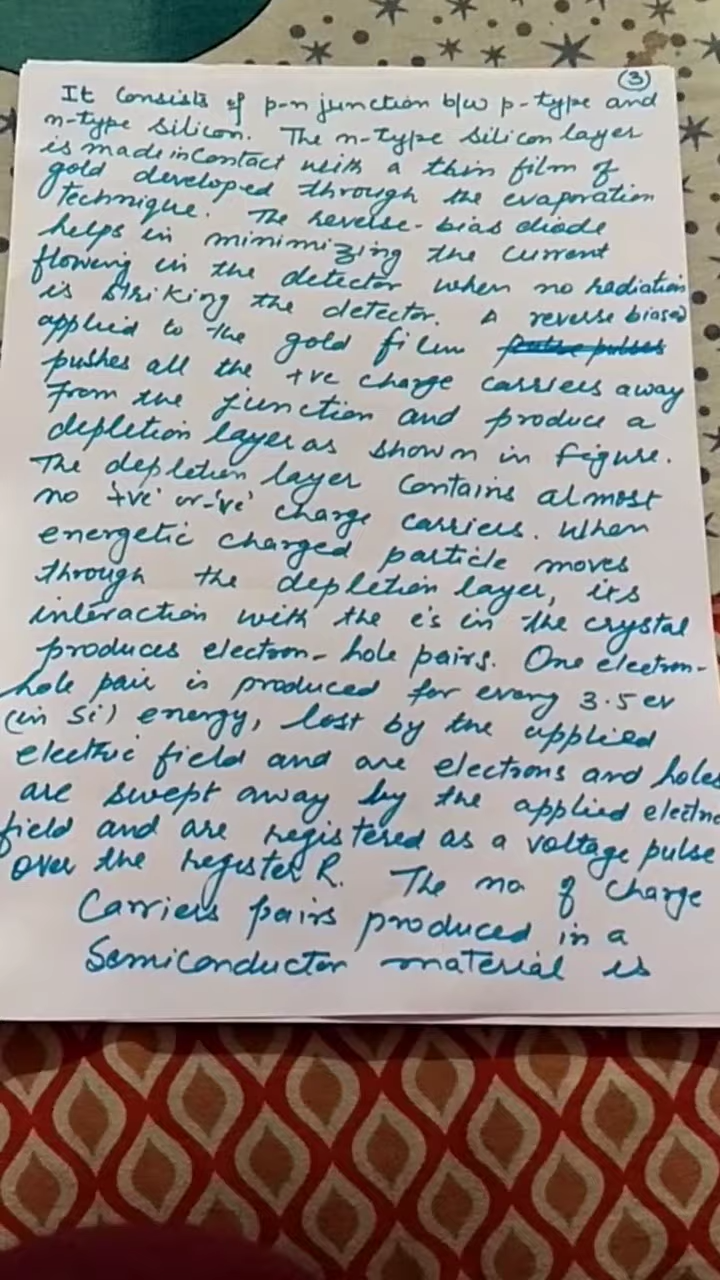 (3)
It consists of p-n junction b/w p-type and
n-type silicon. The n-type silicon layer
is made in contact with a thin film of
gold developed through the evaporation
technique. The reverse-bias diode
helps in minimizing the current
flowing in the detector when no radiation
is striking the detector. A reverse biased
applied to the gold film
pushes all the +ve charge carriers away
from the junction and produce a
depletion layer as shown in figure.
The depletion layer contains almost
no '+ve' or '-ve' charge carriers. When
energetic charged particle moves
through the depletion layer, its
interaction with the e's in the crystal
produces electron-hole pairs. One electron-
hole pair is produced for every 3.5 ev
(in Si) energy, lost by the applied
electric field and are electrons and holes
are swept away by the applied electric
field and are registered as a voltage pulse
over the register R. The no of charge
Carriers pairs produced in a
Semiconductor material is